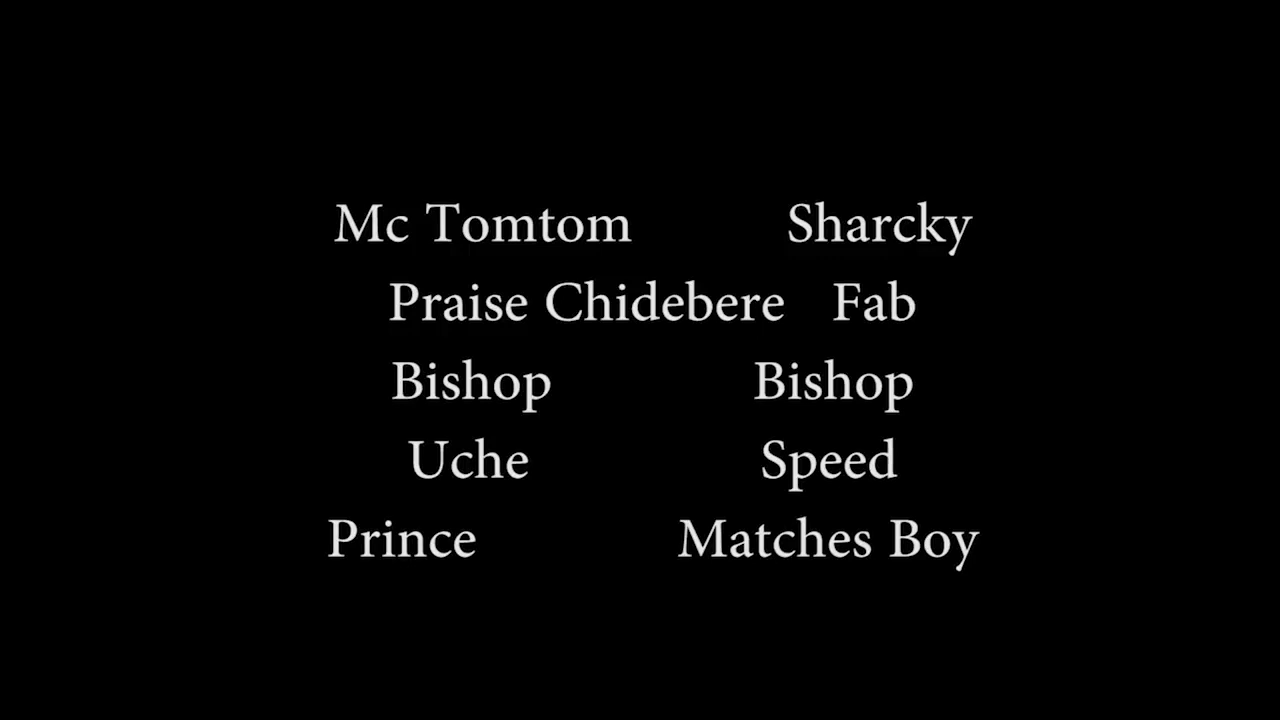 Mc Tomtom Sharcky
Praise Chidebere Fab
Bishop Bishop
Uche Speed
Prince Matches Boy